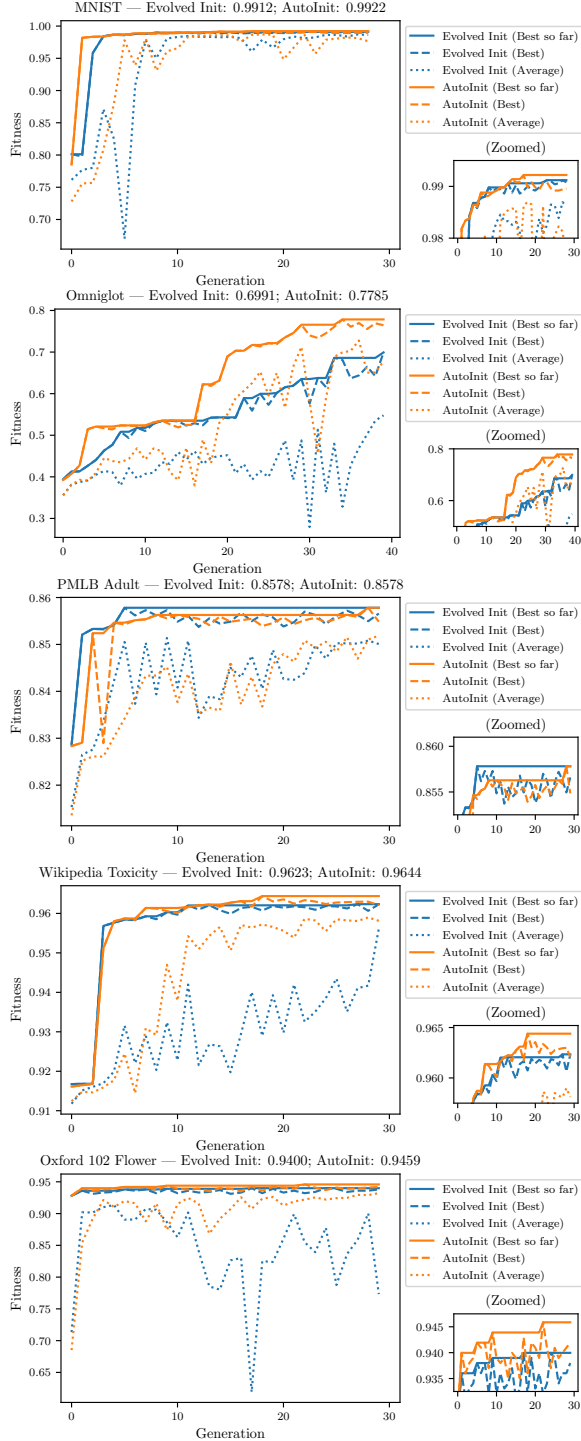 MNIST — Evolved Init: 0.9912; AutoInit: 0.9922
1.00
0.95
0.90
0.85
0.80
0.75
0.70
Fitness
0
10
20
30
Generation
Evolved Init (Best so far)
Evolved Init (Best)
Evolved Init (Average)
AutoInit (Best so far)
AutoInit (Best)
AutoInit (Average)
(Zoomed)
0.99
0.98
0
10
20
30
Omniglot — Evolved Init: 0.6991; AutoInit: 0.7785
0.8
0.7
0.6
0.5
0.4
0.3
Fitness
0
10
20
30
40
Generation
Evolved Init (Best so far)
Evolved Init (Best)
Evolved Init (Average)
AutoInit (Best so far)
AutoInit (Best)
AutoInit (Average)
(Zoomed)
0.8
0.6
0
10
20
30
40
PMLB Adult — Evolved Init: 0.8578; AutoInit: 0.8578
0.86
0.85
0.84
0.83
0.82
Fitness
0
10
20
30
Generation
Evolved Init (Best so far)
Evolved Init (Best)
Evolved Init (Average)
AutoInit (Best so far)
AutoInit (Best)
AutoInit (Average)
(Zoomed)
0.860
0.855
0
10
20
30
Wikipedia Toxicity — Evolved Init: 0.9623; AutoInit: 0.9644
0.96
0.95
0.94
0.93
0.92
0.91
Fitness
0
10
20
30
Generation
Evolved Init (Best so far)
Evolved Init (Best)
Evolved Init (Average)
AutoInit (Best so far)
AutoInit (Best)
AutoInit (Average)
(Zoomed)
0.965
0.960
0
10
20
30
Oxford 102 Flower — Evolved Init: 0.9400; AutoInit: 0.9459
0.95
0.90
0.85
0.80
0.75
0.70
0.65
Fitness
0
10
20
30
Generation
Evolved Init (Best so far)
Evolved Init (Best)
Evolved Init (Average)
AutoInit (Best so far)
AutoInit (Best)
AutoInit (Average)
(Zoomed)
0.945
0.940
0.935
0
10
20
30